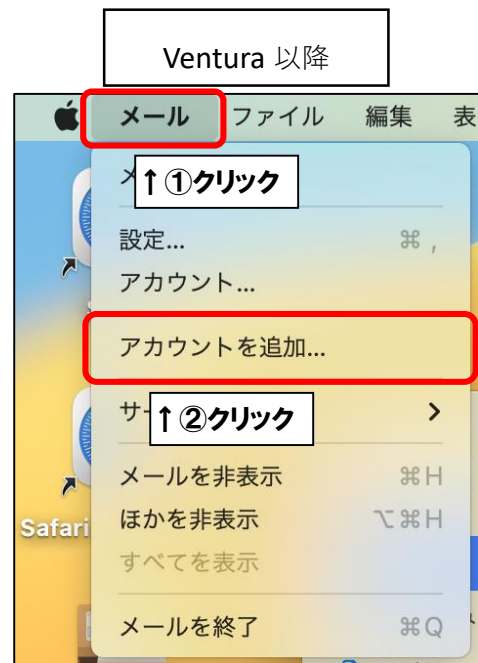 Ventura 以降
メール ファイル 編集 表
メ
↑①クリック
設定... ⌘ ,
アカウント...
アカウントを追加...
サー >
↑②クリック
メールを非表示 ⌘H
Safari ほかを非表示 ⌥⌘H
すべてを表示
メールを終了 ⌘Q